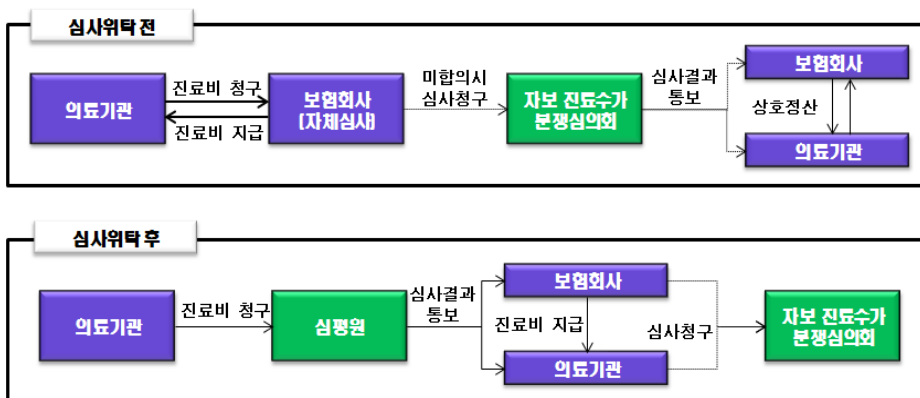 심사위탁 전
의료기관
진료비 청구
진료비 지급
보험회사
(자체심사)
미합의시
심사청구
자보 진료수가
분쟁심의회
심사결과
통보
보험회사
상호정산
의료기관
심사위탁 후
의료기관
진료비 청구
심평원
심사결과
통보
보험회사
진료비 지급
의료기관
심사청구
자보 진료수가
분쟁심의회